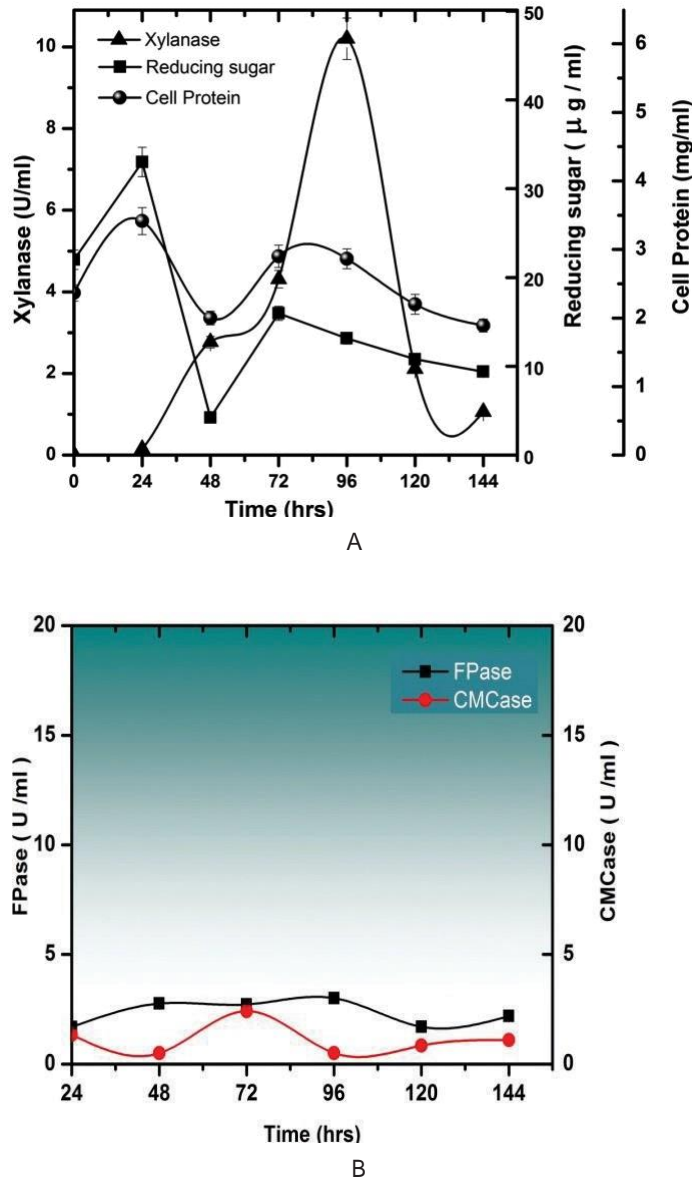 Xylanase
Reducing sugar
Cell Protein
Xylanase (U/ml)
10
8
6
4
2
0
Reducing sugar ( μ g / ml )
50
40
30
20
10
0
Cell Protein (mg/ml)
6
5
4
3
2
1
0
0 24 48 72 96 120 144
Time (hrs)
A
FPase
CMCase
FPase ( U /ml )
20
15
10
5
0
CMCase ( U /ml )
20
15
10
5
0
24 48 72 96 120 144
Time (hrs)
B